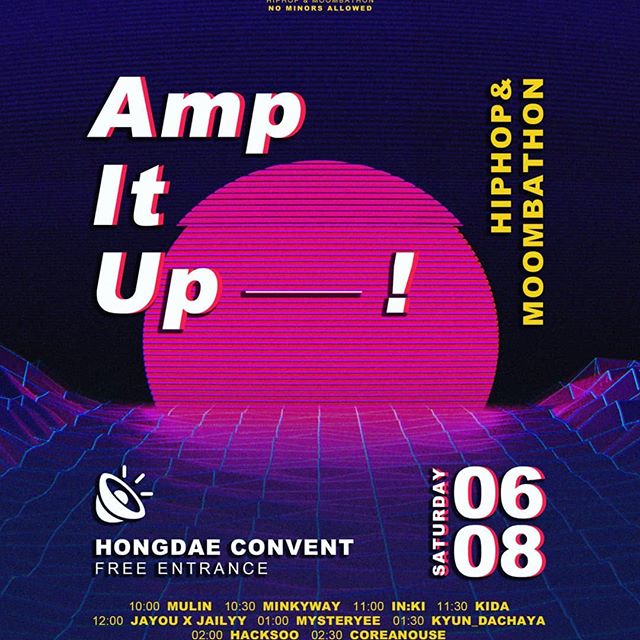 HIPHOP & MOOMBATHON
NO MINORS ALLOWED
Amp
It
Up — !
HIPHOP&
MOOMBATHON
HONGDAE CONVENT
FREE ENTRANCE
SATURDAY
06
08
10:00 MULIN 10:30 MINKYWAY 11:00 IN:KI 11:30 KIDA
12:00 JAYOU X JAILYY 01:00 MYSTERYEE 01:30 KYUN_DACHAYA
02:00 HACKSOO 02:30 COREANOUSE